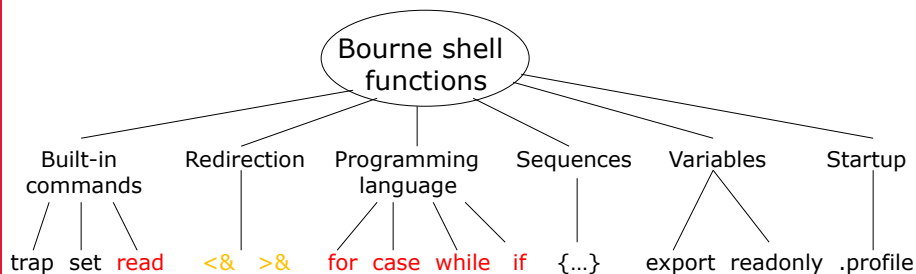 Bourne shell
functions
Built-in Redirection Programming Sequences Variables Startup
commands language
trap set read <& >& for case while if {…} export readonly .profile